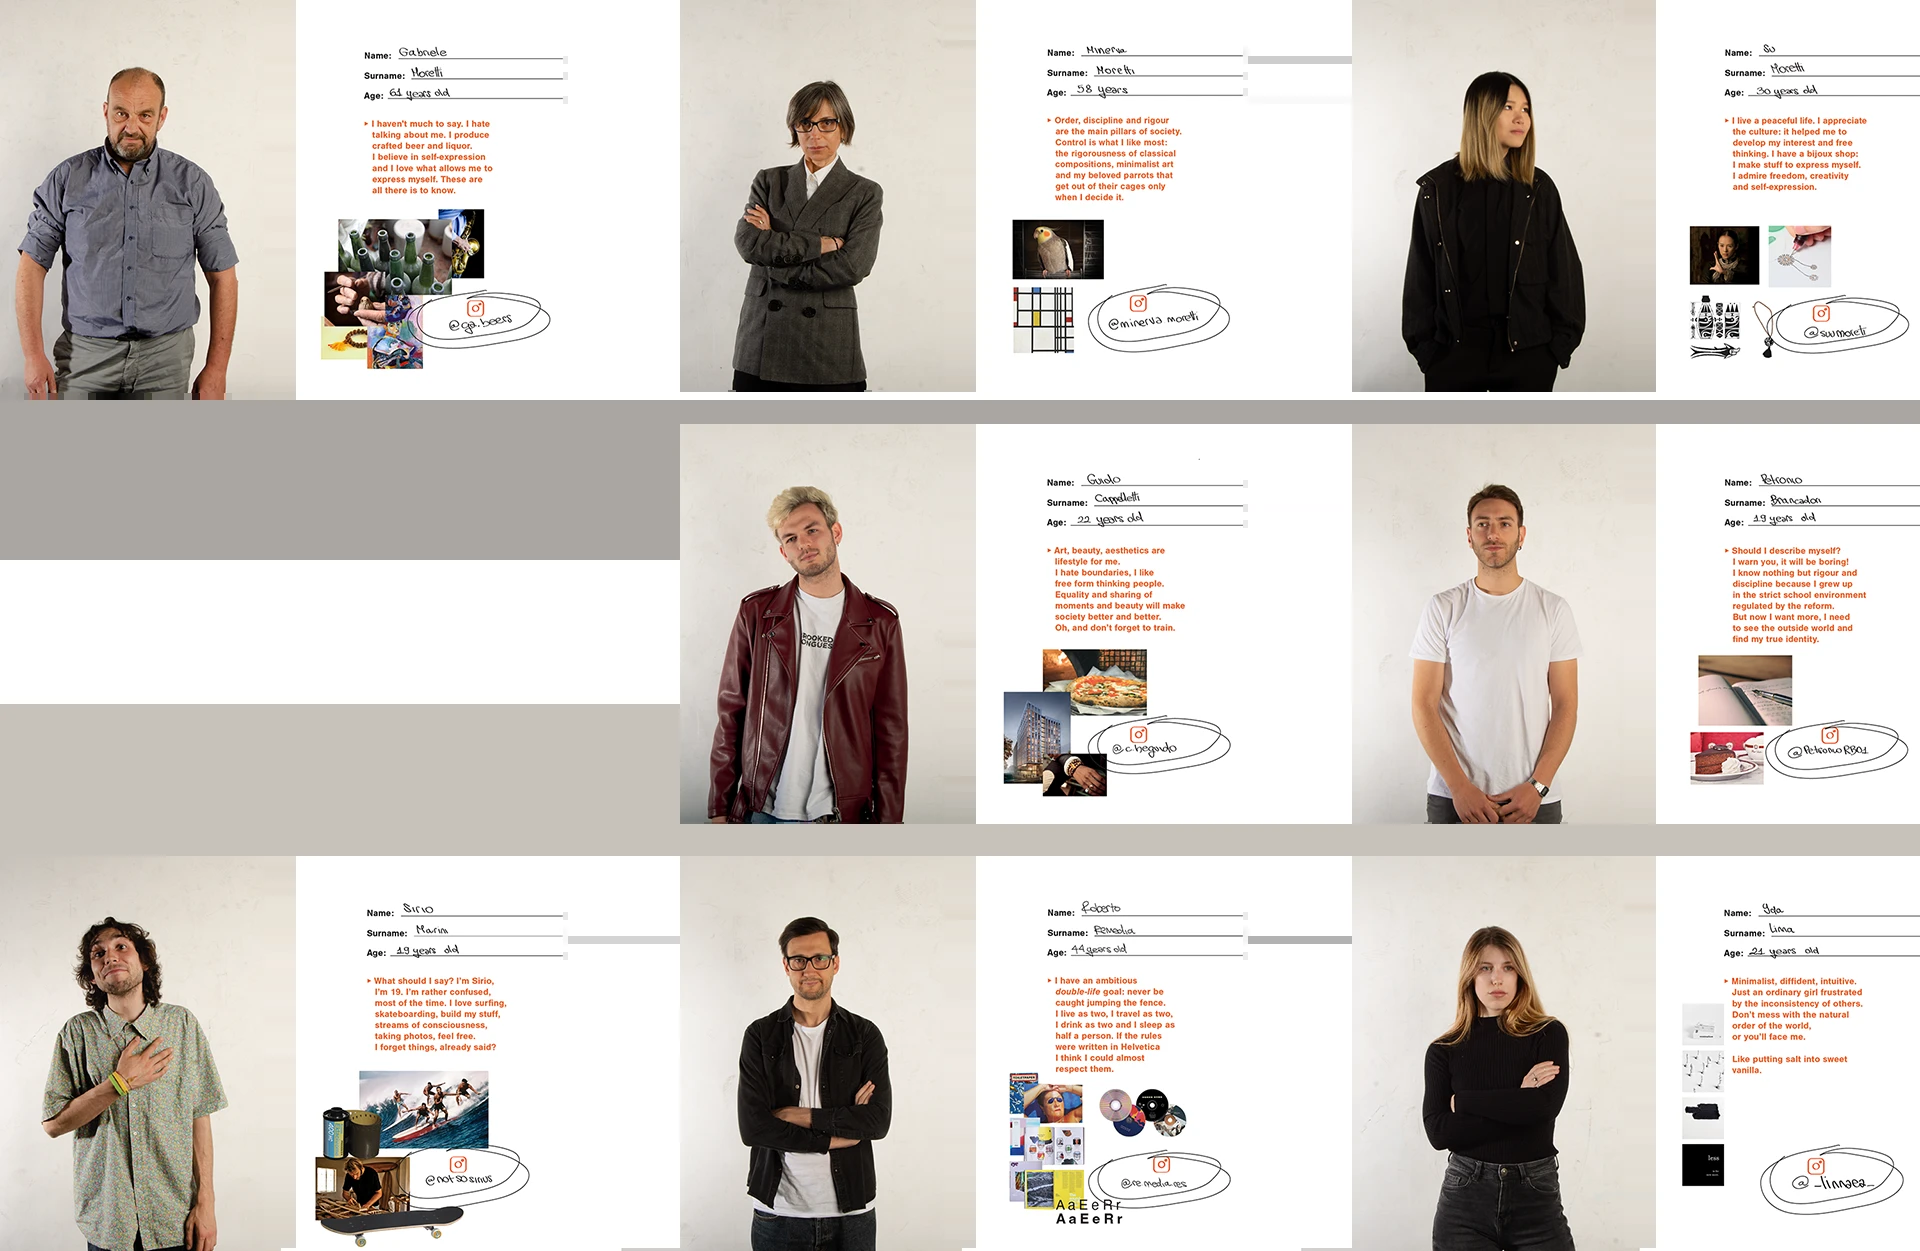 Name: Gabriele
Surname: Moretti
Age: 61 years old
▸ I haven't much to say. I hate
talking about me. I produce
crafted beer and liquor.
I believe in self-expression
and I love what allows me to
express myself. These are
all there is to know.
@ga.beers
Name: Minerva
Surname: Moretti
Age: 58 years
▸ Order, discipline and rigour
are the main pillars of society.
Control is what I like most:
the rigorousness of classical
compositions, minimalist art
and my beloved parrots that
get out of their cages only
when I decide it.
@minerva moretti
Name: Su
Surname: Moretti
Age: 30 years old
▸ I live a peaceful life. I appreciate
the culture: it helped me to
develop my interest and free
thinking. I have a bijoux shop:
I make stuff to express myself.
I admire freedom, creativity
and self-expression.
@suumoreti
Name: Guido
Surname: Cappelletti
Age: 22 years old
▸ Art, beauty, aesthetics are
lifestyle for me.
I hate boundaries, I like
free form thinking people.
Equality and sharing of
moments and beauty will make
society better and better.
Oh, and don't forget to train.
CROOKED
TONGUES
@c.hegundo
Name: Petronio
Surname: Brancadon
Age: 19 years old
▸ Should I describe myself?
I warn you, it will be boring!
I know nothing but rigour and
discipline because I grew up
in the strict school environment
regulated by the reform.
But now I want more, I need
to see the outside world and
find my true identity.
@PetronioRB01
Name: Sirio
Surname: Marini
Age: 19 years old
▸ What should I say? I'm Sirio,
I'm 19. I'm rather confused,
most of the time. I love surfing,
skateboarding, build my stuff,
streams of consciousness,
taking photos, feel free.
I forget things, already said?
@notsosirius
Name: Roberto
Surname: Remedia
Age: 44 years old
▸ I have an ambitious
double-life goal: never be
caught jumping the fence.
I live as two, I travel as two,
I drink as two and I sleep as
half a person. If the rules
were written in Helvetica
I think I could almost
respect them.
@remediares
AaEeRr
AaEeRr
Name: Yda
Surname: Linna
Age: 21 years old
▸ Minimalist, diffident, intuitive.
Just an ordinary girl frustrated
by the inconsistency of others.
Don't mess with the natural
order of the world,
or you'll face me.
Like putting salt into sweet
vanilla.
less
@_linnaea_